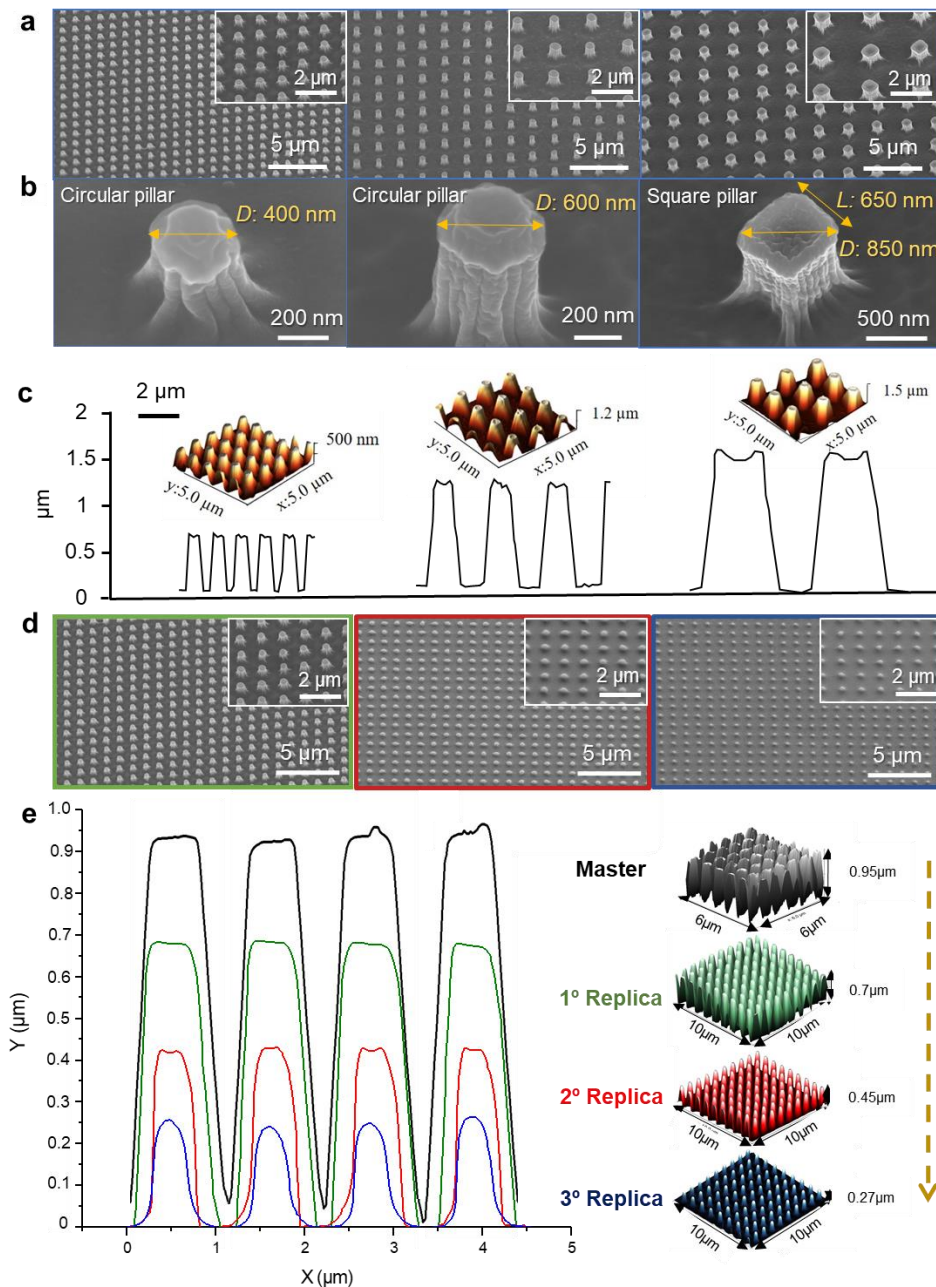 a
2 µm
2 µm
2 µm
5 µm
5 µm
5 µm
b
Circular pillar
Circular pillar
Square pillar
D: 400 nm
D: 600 nm
L: 650 nm
D: 850 nm
200 nm
200 nm
500 nm
c
2 µm
2
1.5
1
0.5
0
µm
500 nm
y:5.0 µm
x:5.0 µm
1.2 µm
y:5.0 µm
x:5.0 µm
1.5 µm
y:5.0 µm
x:5.0 µm
d
2 µm
2 µm
2 µm
5 µm
5 µm
5 µm
e
1.0
0.9
0.8
0.7
0.6
0.5
0.4
0.3
0.2
0.1
0
Y (µm)
0
1
2
3
4
5
X (µm)
Master
0.95µm
6µm
6µm
1º Replica
0.7µm
10µm
10µm
2º Replica
0.45µm
10µm
10µm
3º Replica
0.27µm
10µm
10µm